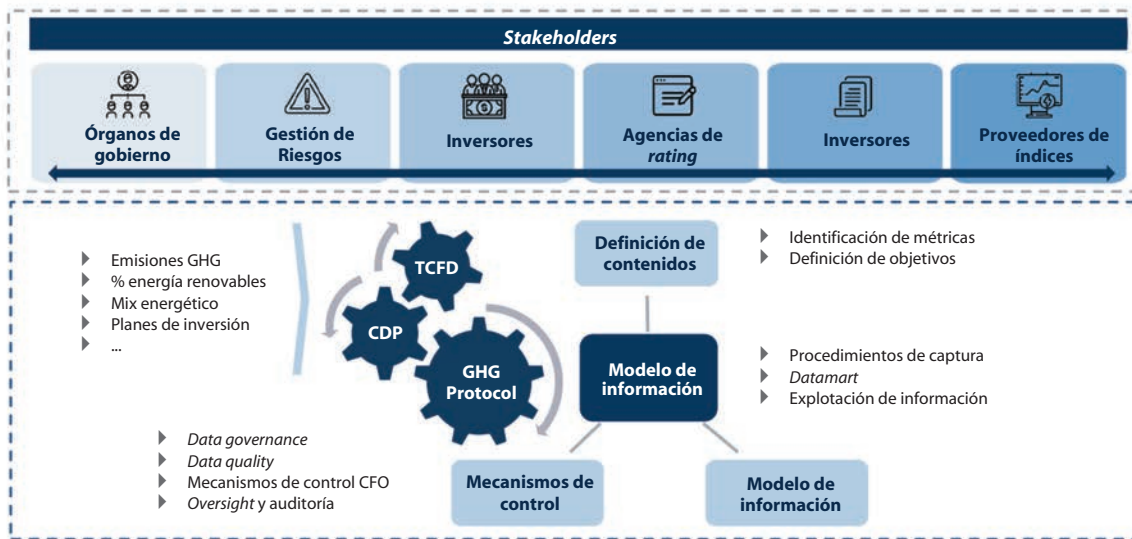 Stakeholders
Órganos de
gobierno
Gestión de
Riesgos
Inversores
Agencias de
rating
Inversores
Proveedores de
índices
Emisiones GHG
% energía renovables
Mix energético
Planes de inversión
...
TCFD
CDP
GHG
Protocol
Definición de
contenidos
Identificación de métricas
Definición de objetivos
Modelo de
información
Procedimientos de captura
Datamart
Explotación de información
Data governance
Data quality
Mecanismos de control CFO
Oversight y auditoría
Mecanismos de
control
Modelo de
información